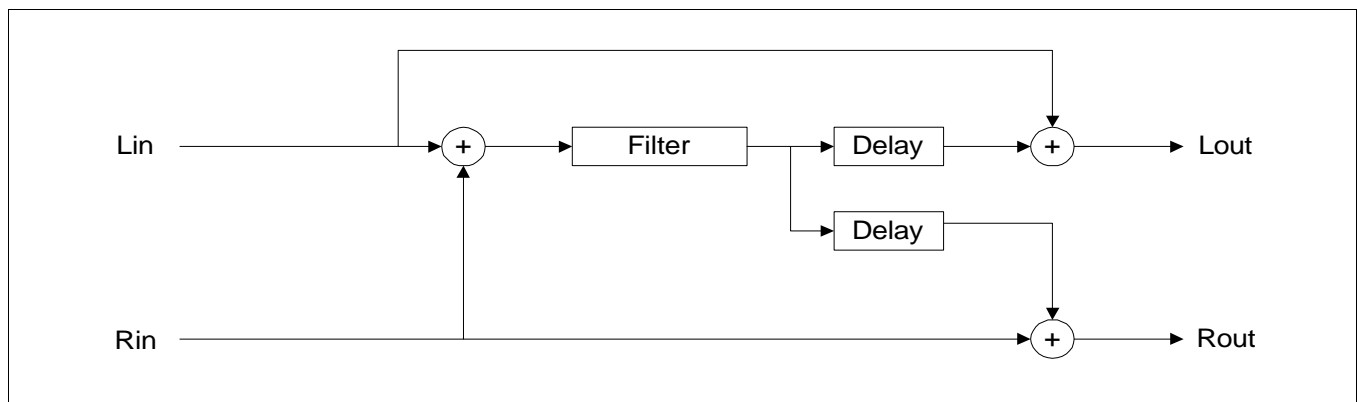 Lin
+
Filter
Delay
+
Lout
Delay
Rin
+
Rout